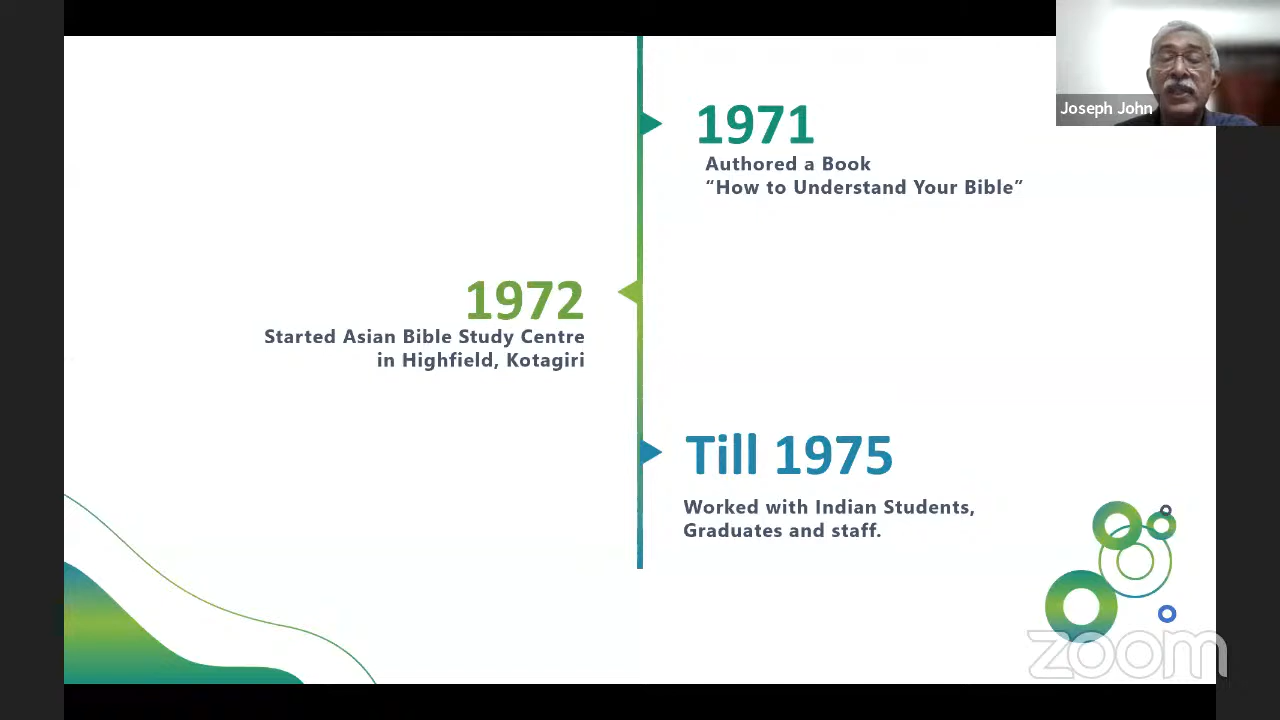 Joseph John
1971
Authored a Book
“How to Understand Your Bible”
1972
Started Asian Bible Study Centre
in Highfield, Kotagiri
Till 1975
Worked with Indian Students,
Graduates and staff.
zoom